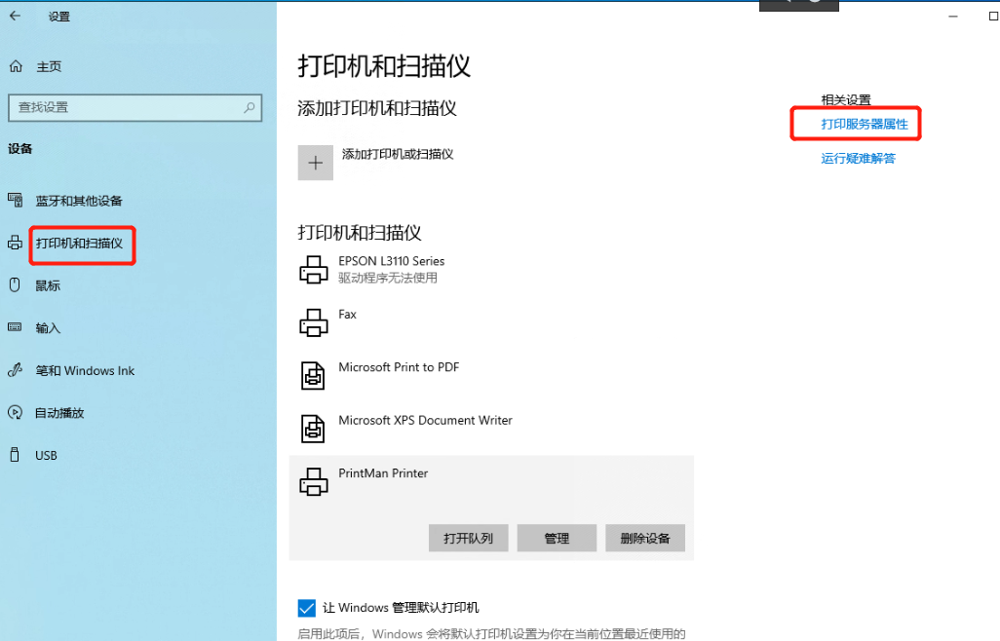 设置
主页
查找设置
设备
蓝牙和其他设备
打印机和扫描仪
鼠标
输入
笔和 Windows Ink
自动播放
USB
打印机和扫描仪
添加打印机和扫描仪
添加打印机或扫描仪
打印机和扫描仪
EPSON L3110 Series
驱动程序无法使用
Fax
Microsoft Print to PDF
Microsoft XPS Document Writer
PrintMan Printer
打开队列 管理 删除设备
让 Windows 管理默认打印机
启用此项后，Windows 会将默认打印机设置为你在当前位置最近使用的
相关设置
打印服务器属性
运行疑难解答